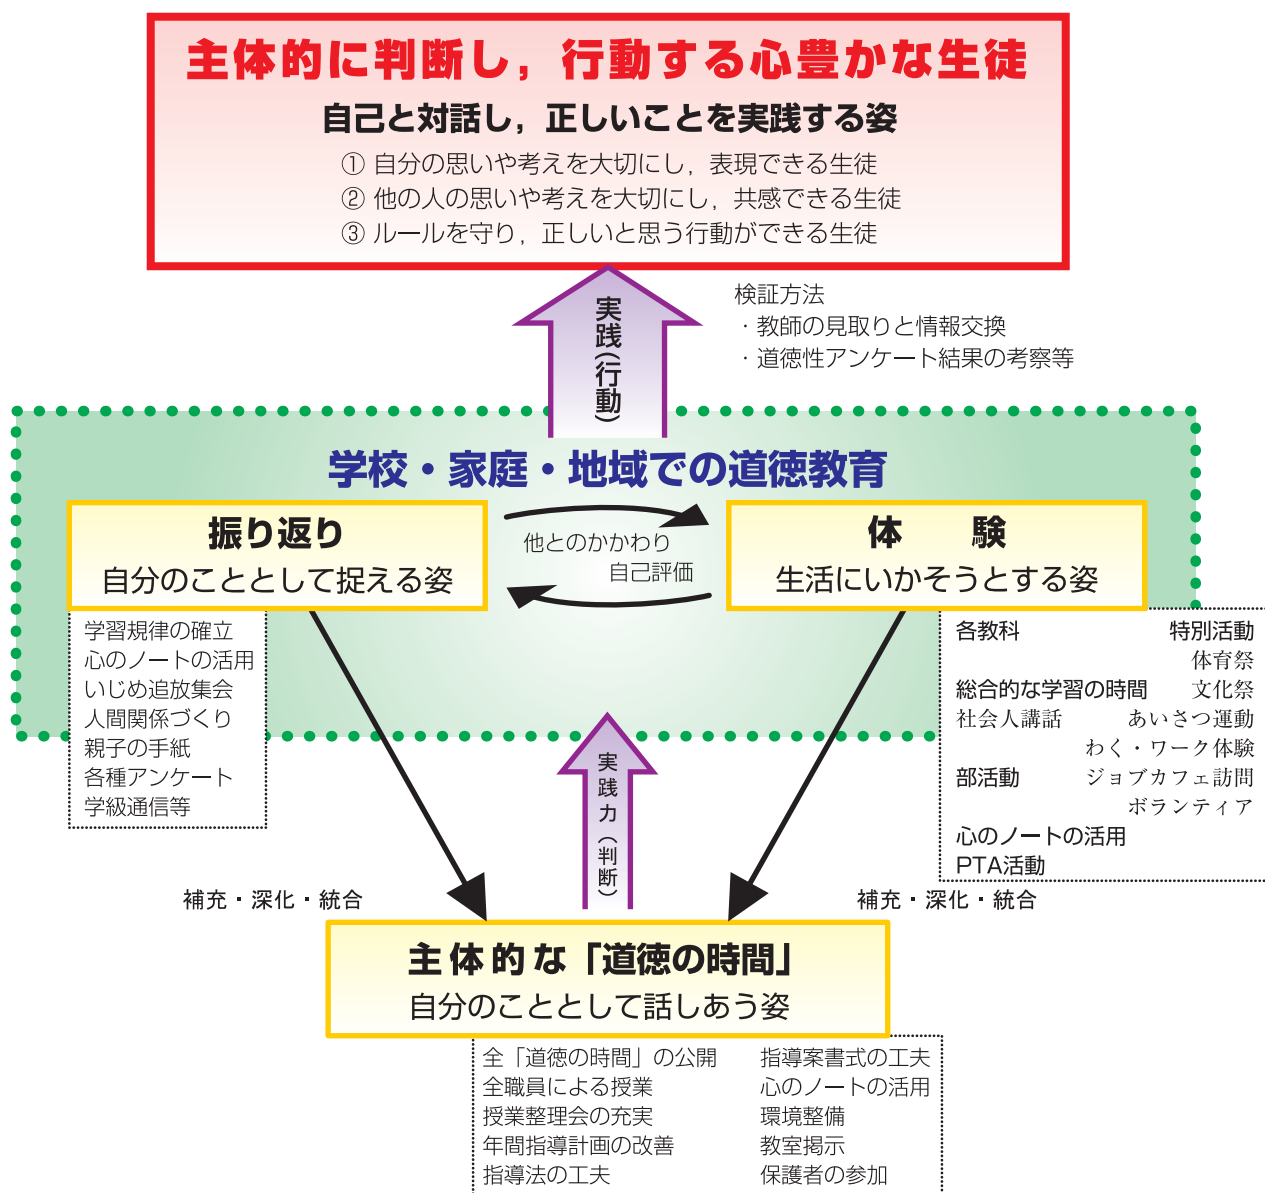 主体的に判断し，行動する心豊かな生徒
自己と対話し，正しいことを実践する姿
① 自分の思いや考えを大切にし，表現できる生徒
② 他の人の思いや考えを大切にし，共感できる生徒
③ ルールを守り，正しいと思う行動ができる生徒
実践(行動)
検証方法
・教師の見取りと情報交換
・道徳性アンケート結果の考察等
学校・家庭・地域での道徳教育
振り返り
自分のこととして捉える姿
他とのかかわり
自己評価
体　験
生活にいかそうとする姿
学習規律の確立
心のノートの活用
いじめ追放集会
人間関係づくり
親子の手紙
各種アンケート
学級通信等
各教科　特別活動
体育祭
総合的な学習の時間　文化祭
社会人講話　あいさつ運動
わく・ワーク体験
部活動　ジョブカフェ訪問
ボランティア
心のノートの活用
PTA活動
実践力(判断)
補充・深化・統合
補充・深化・統合
主体的な「道徳の時間」
自分のこととして話しあう姿
全「道徳の時間」の公開
全職員による授業
授業整理会の充実
年間指導計画の改善
指導法の工夫
指導案書式の工夫
心のノートの活用
環境整備
教室掲示
保護者の参加